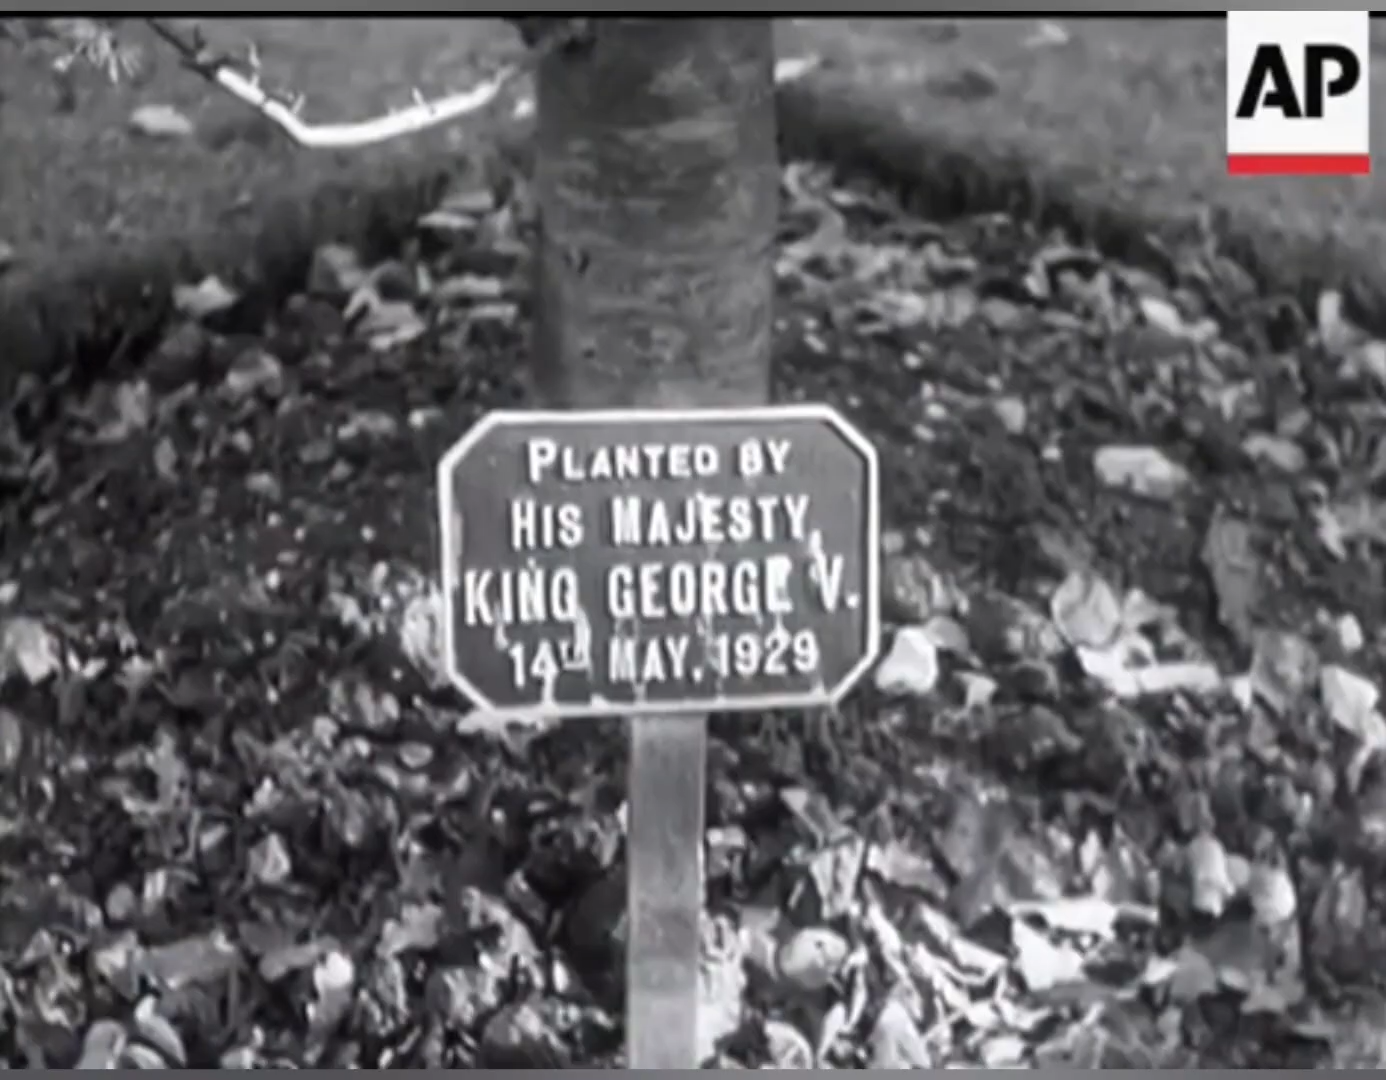 AP
PLANTED BY
HIS MAJESTY,
KING GEORGE V.
14TH MAY, 1929